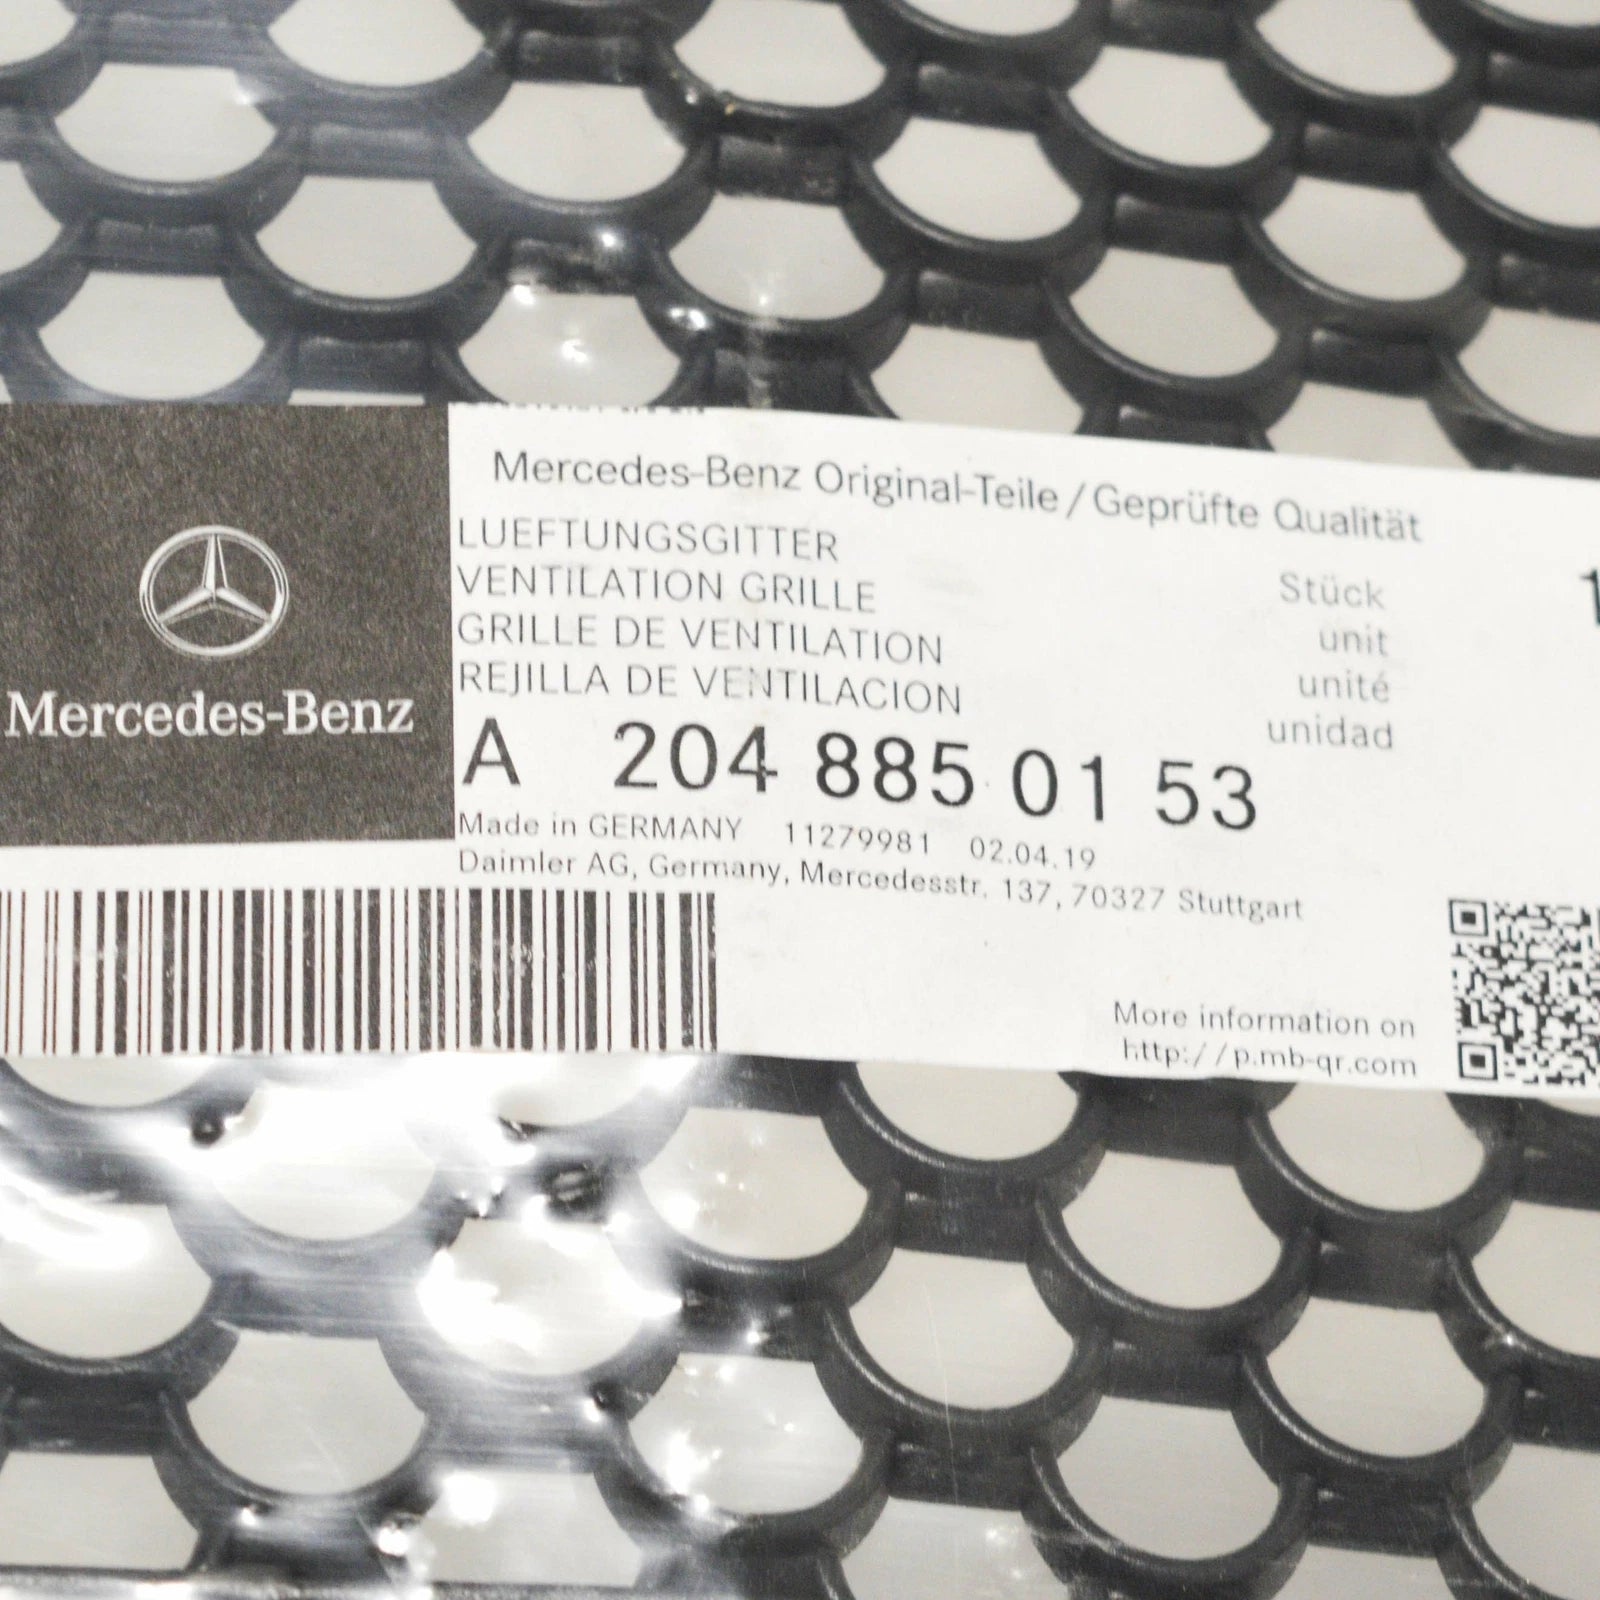 Mercedes-Benz
Mercedes-Benz Original-Teile / Geprüfte Qualität
LUEFTUNGSGITTER
VENTILATION GRILLE
GRILLE DE VENTILATION
REJILLA DE VENTILACION
Stück 1
unit
unité
unidad
A 204 885 01 53
Made in GERMANY 11279981 02.04.19
Daimler AG, Germany, Mercedesstr. 137, 70327 Stuttgart
More information on
http://p.mb-qr.com